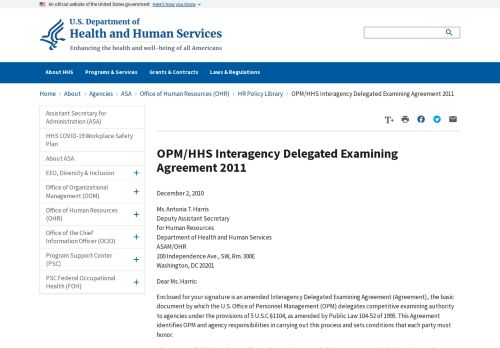 An official website of the United States government Here's how you know
U.S. Department of
Health and Human Services
Enhancing the health and well-being of all Americans
About HHS Programs & Services Grants & Contracts Laws & Regulations
Home › About › Agencies › ASA › Office of Human Resources (OHR) › HR Policy Library › OPM/HHS Interagency Delegated Examining Agreement 2011
Assistant Secretary for
Administration (ASA)
HHS COVID-19 Workplace Safety
Plan
About ASA
EEO, Diversity & Inclusion +
Office of Organizational
Management (OOM) +
Office of Human Resources
(OHR) +
Office of the Chief
Information Officer (OCIO) +
Program Support Center
(PSC) +
PSC Federal Occupational
Health (FOH) +
T+
OPM/HHS Interagency Delegated Examining
Agreement 2011
December 2, 2010
Ms. Antonia T. Harris
Deputy Assistant Secretary
for Human Resources
Department of Health and Human Services
ASAM/OHR
200 Independence Ave., SW, Rm. 300E
Washington, DC 20201
Dear Ms. Harris:
Enclosed for your signature is an amended Interagency Delegated Examining Agreement (Agreement), the basic
document by which the U.S. Office of Personnel Management (OPM) delegates competitive examining authority
to agencies under the provisions of 5 U.S.C §1104, as amended by Public Law 104-52 of 1995. This Agreement
identifies OPM and agency responsibilities in carrying out this process and sets conditions that each party must
honor.